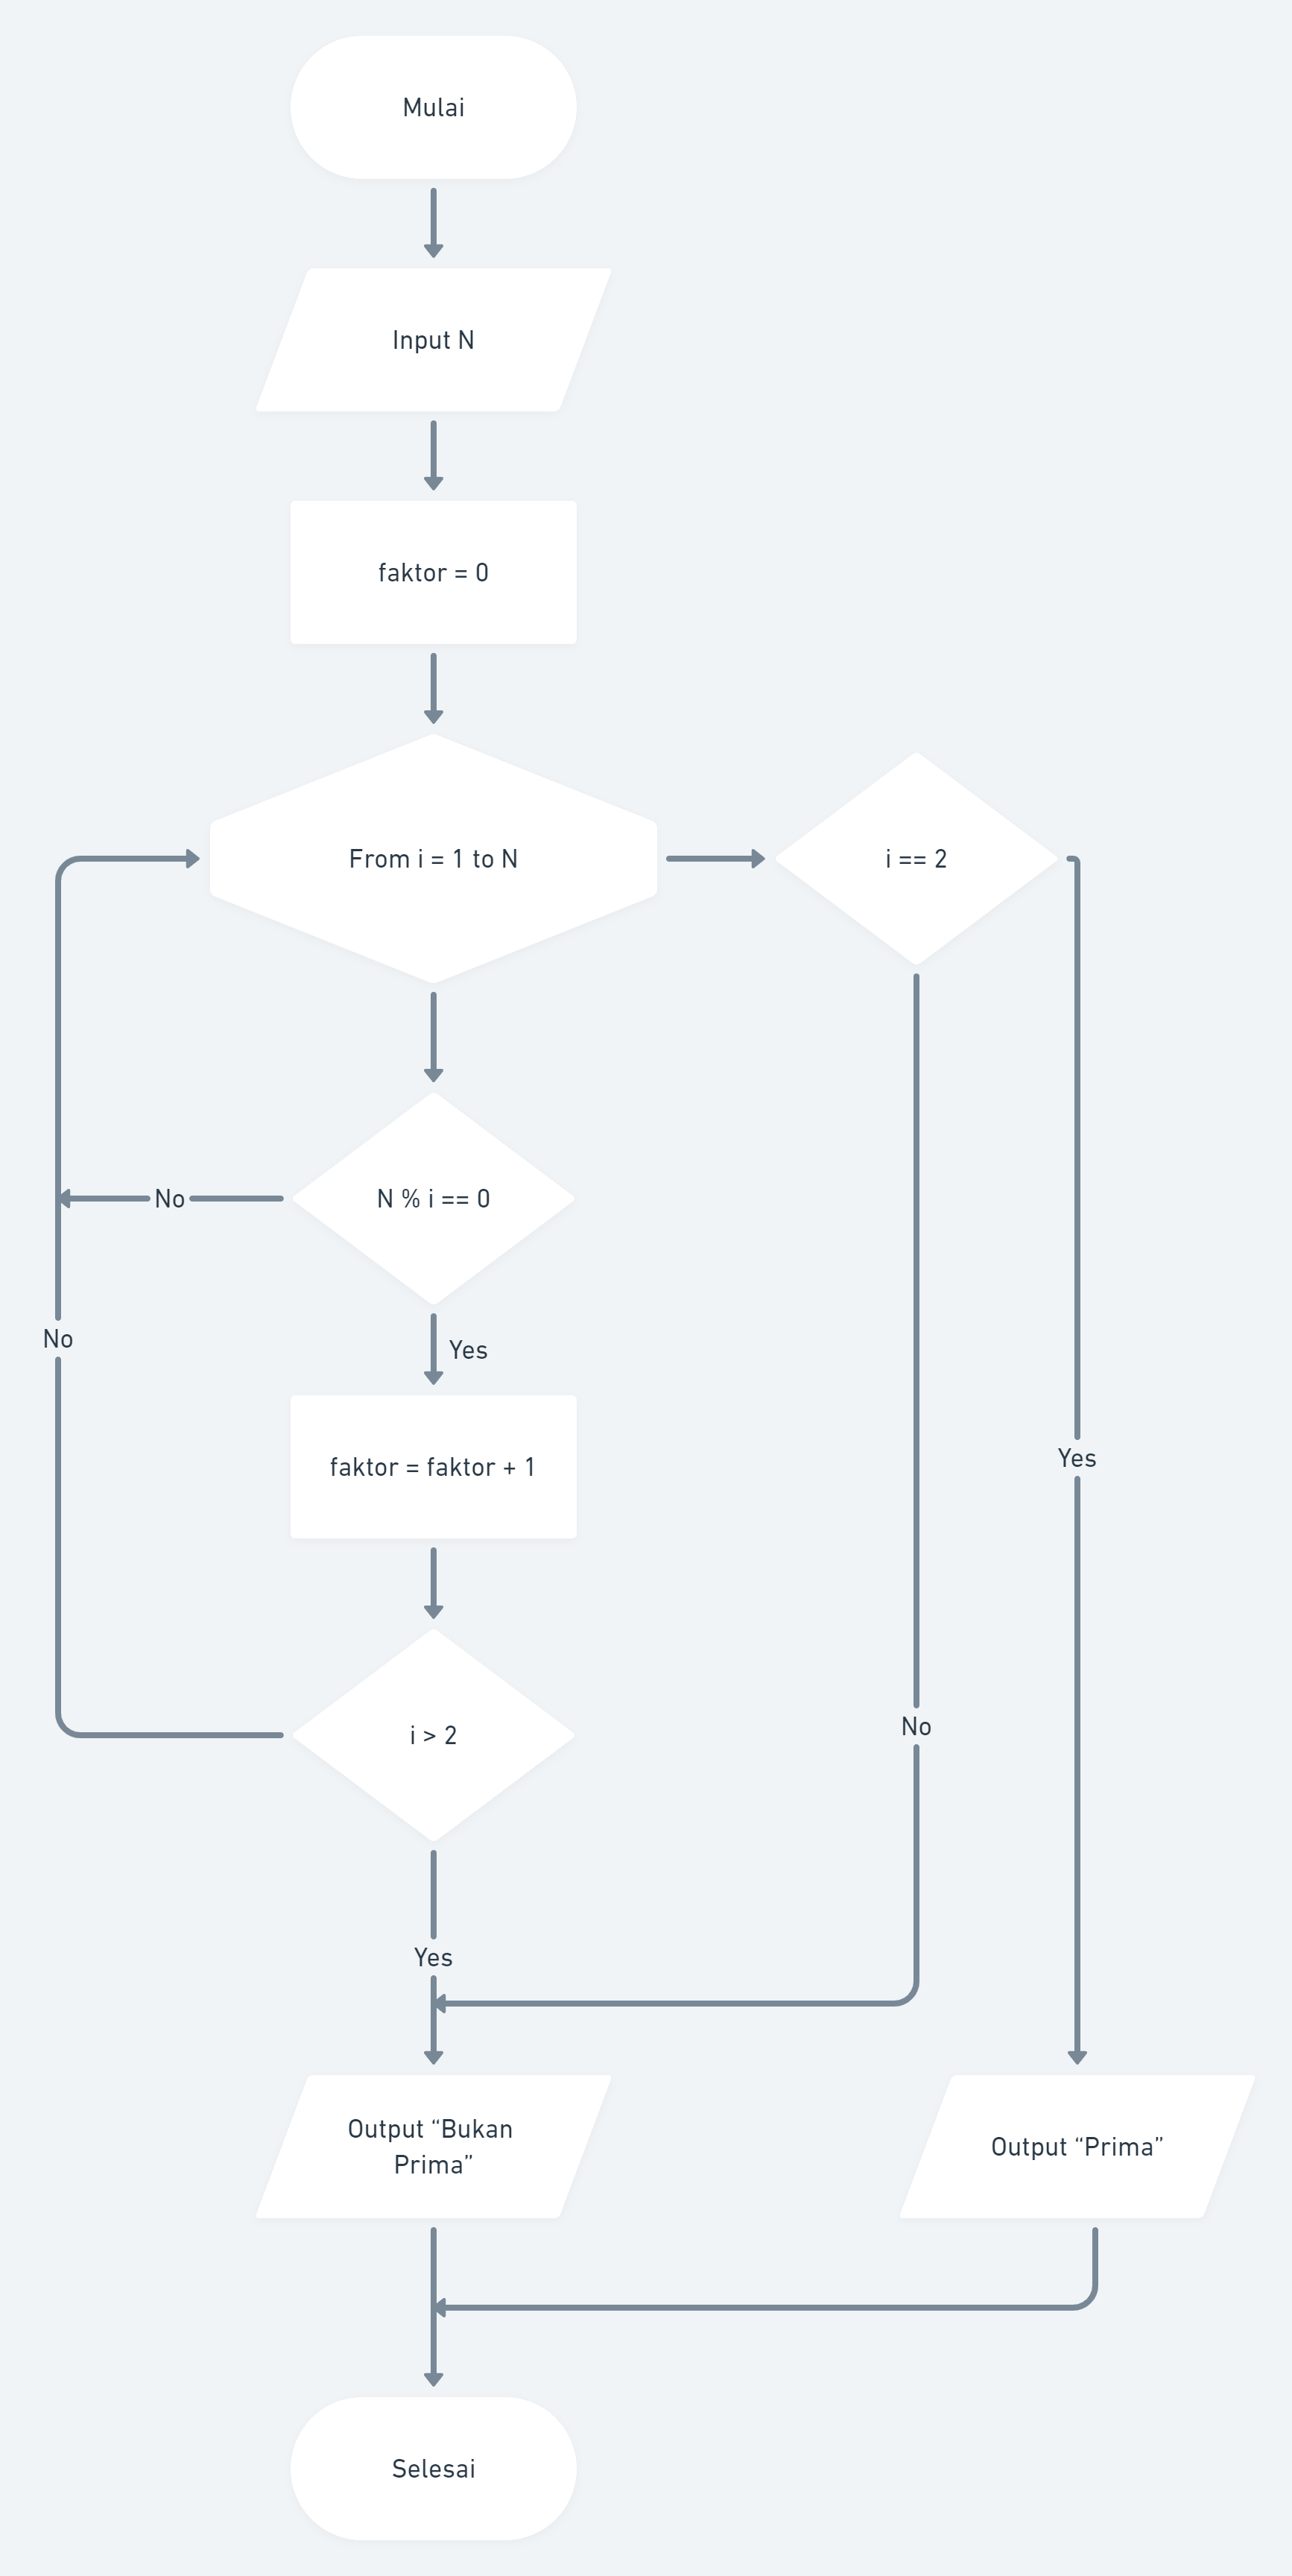 Mulai
Input N
faktor = 0
From i = 1 to N
i == 2
N % i == 0
No
No
Yes
faktor = faktor + 1
Yes
i > 2
No
Yes
Output “Bukan
Prima”
Output “Prima”
Selesai